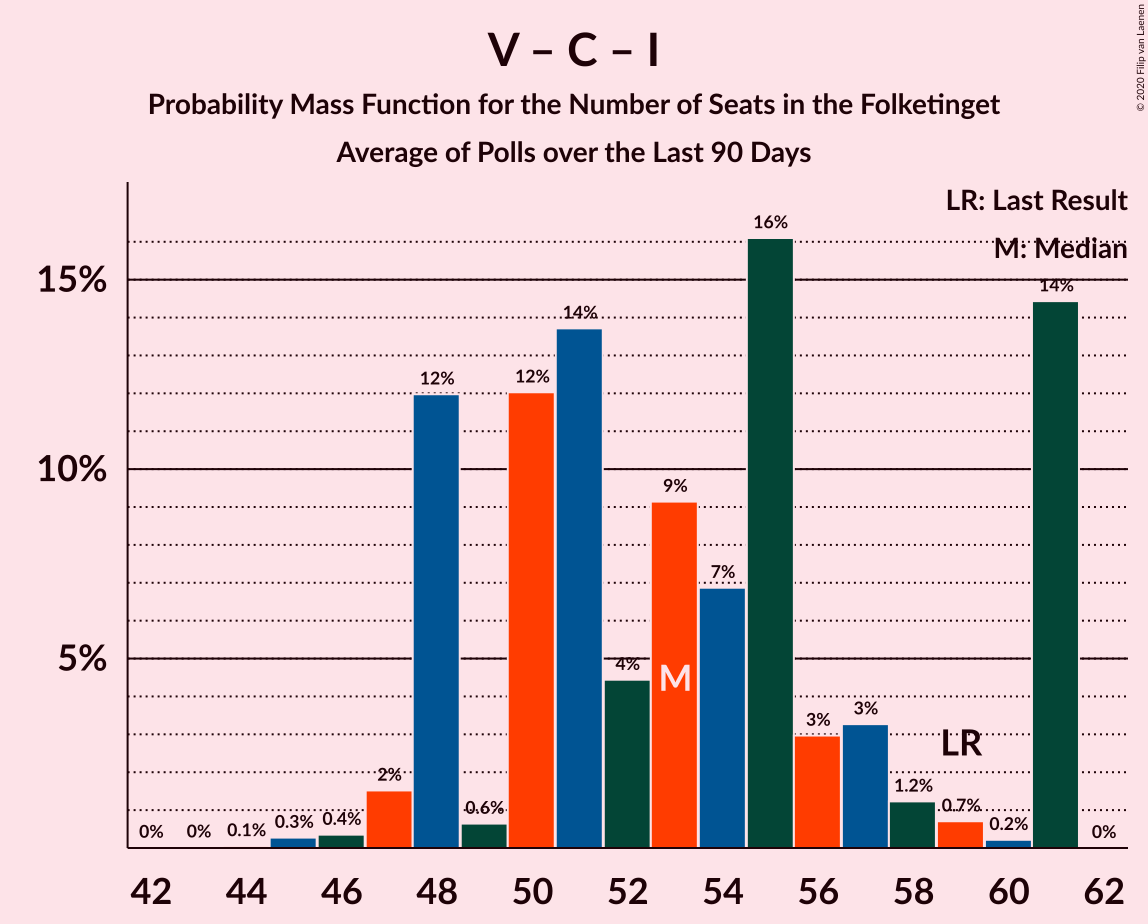 V – C – I
Probability Mass Function for the Number of Seats in the Folketinget
Average of Polls over the Last 90 Days
© 2020 Filip van Laenen
LR: Last Result
M: Median
15%
10%
5%
0%
0%
0.1%
0.3%
0.4%
2%
12%
0.6%
12%
14%
4%
9%
7%
16%
3%
3%
1.2%
0.7%
0.2%
14%
0%
M
LR
42 44 46 48 50 52 54 56 58 60 62